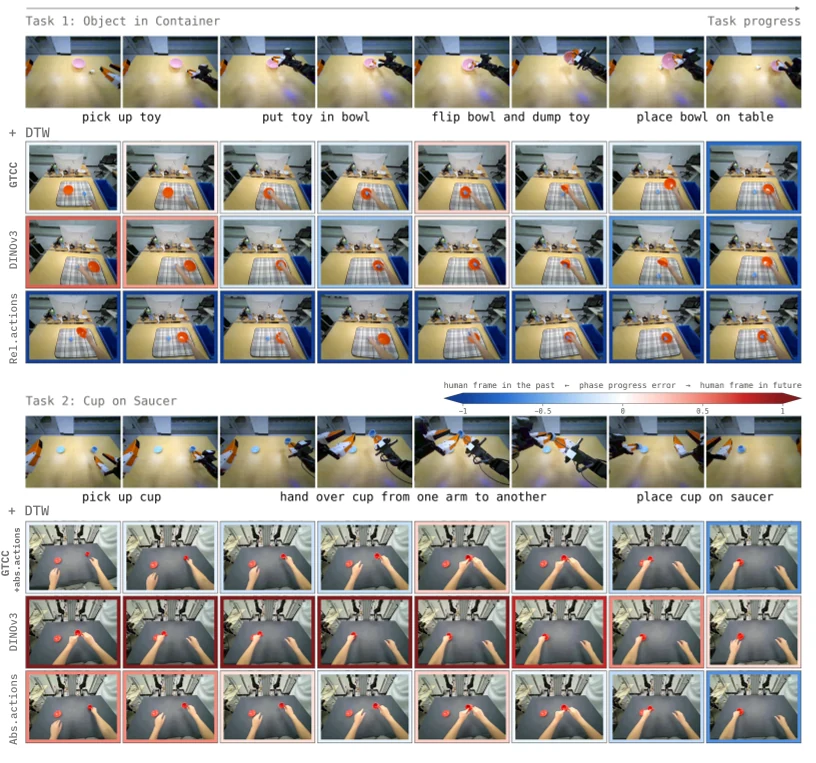 Task 1: Object in Container Task progress
pick up toy put toy in bowl flip bowl and dump toy place bowl on table
+ DTW
GTCC
DINOv3
Rel.actions
human frame in the past ← phase progress error → human frame in future
−1 −0.5 0 0.5 1
Task 2: Cup on Saucer
pick up cup hand over cup from one arm to another place cup on saucer
+ DTW
GTCC
+abs.actions
DINOv3
Abs.actions